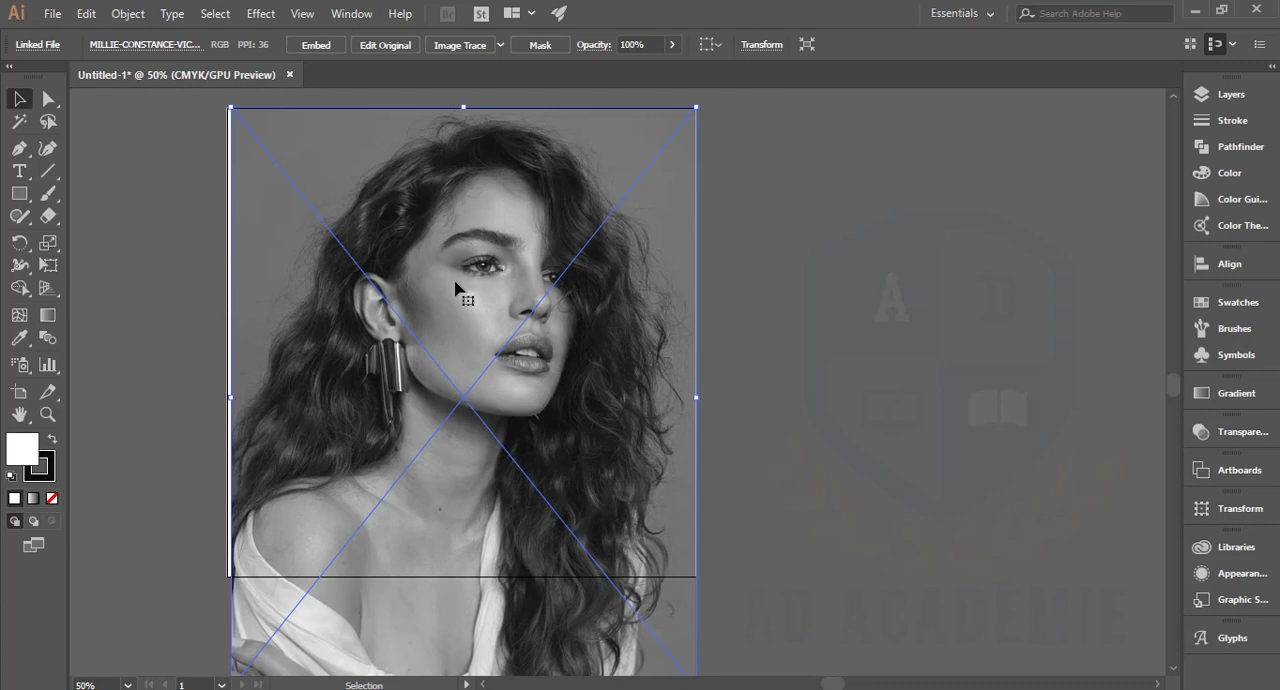 Ai File Edit Object Type Select Effect View Window Help Br St Essentials Search Adobe Help
Linked File MILLIE-CONSTANCE-VIC... RGB PPI: 36 Embed Edit Original Image Trace Mask Opacity: 100% Transform
Untitled-1* @ 50% (CMYK/GPU Preview)
Layers
Stroke
Pathfinder
Color
Color Gui...
Color The...
Align
Swatches
Brushes
Symbols
Gradient
Transpare...
Artboards
Transform
Libraries
Appearan...
Graphic S...
Glyphs
A D
AD ACADEMIE
50% 1 Selection